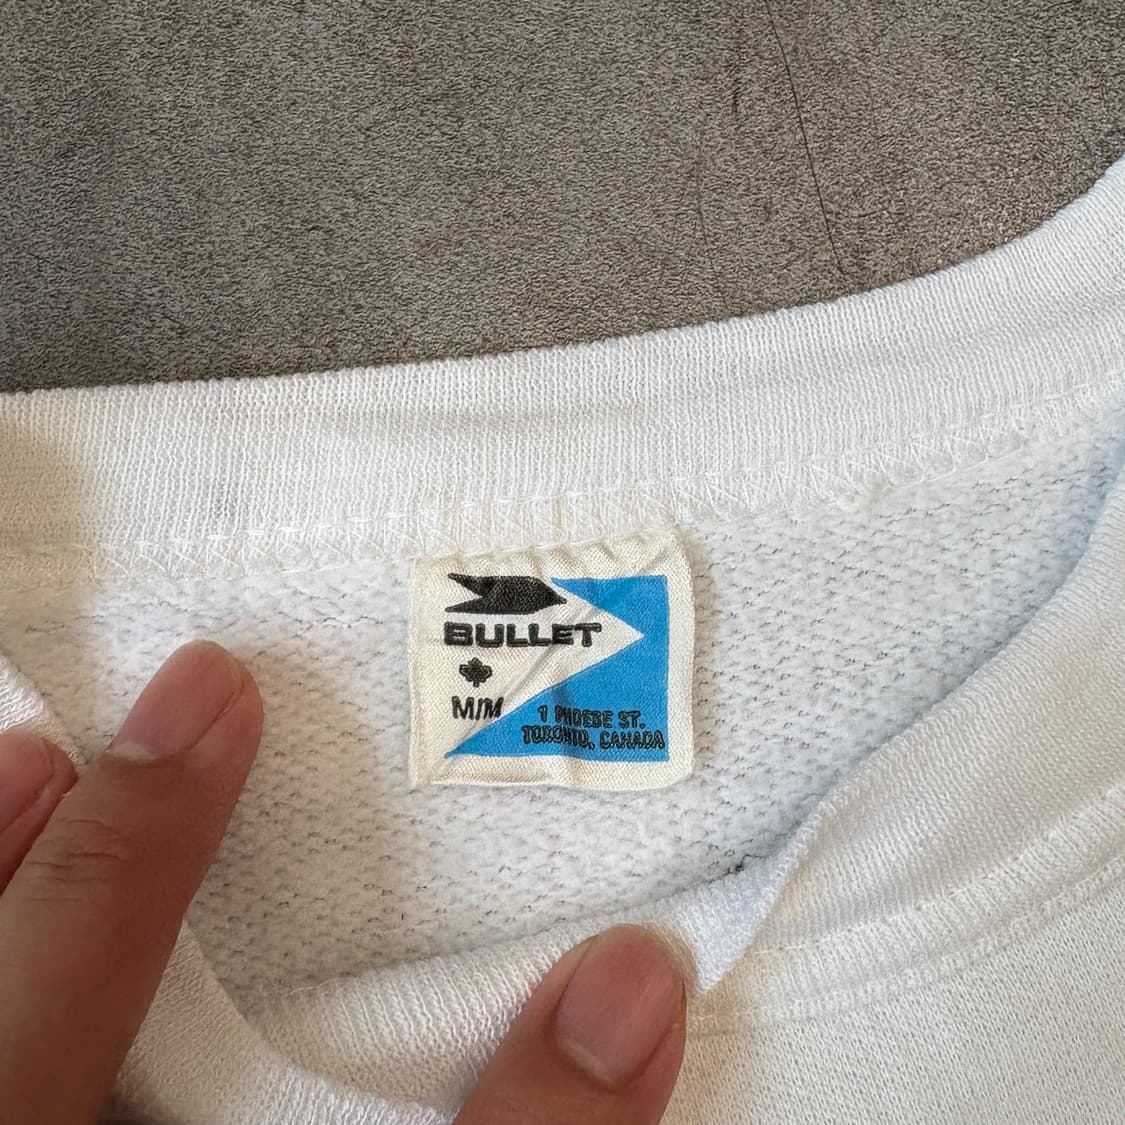 BULLET
M/M
1 PHOEBE ST.
TORONTO, CANADA